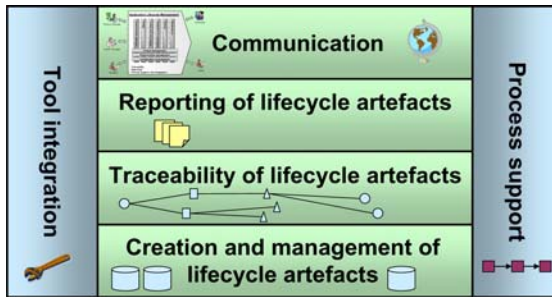 Tool integration
Communication
Reporting of lifecycle artefacts
Traceability of lifecycle artefacts
Creation and management of
lifecycle artefacts
Process support